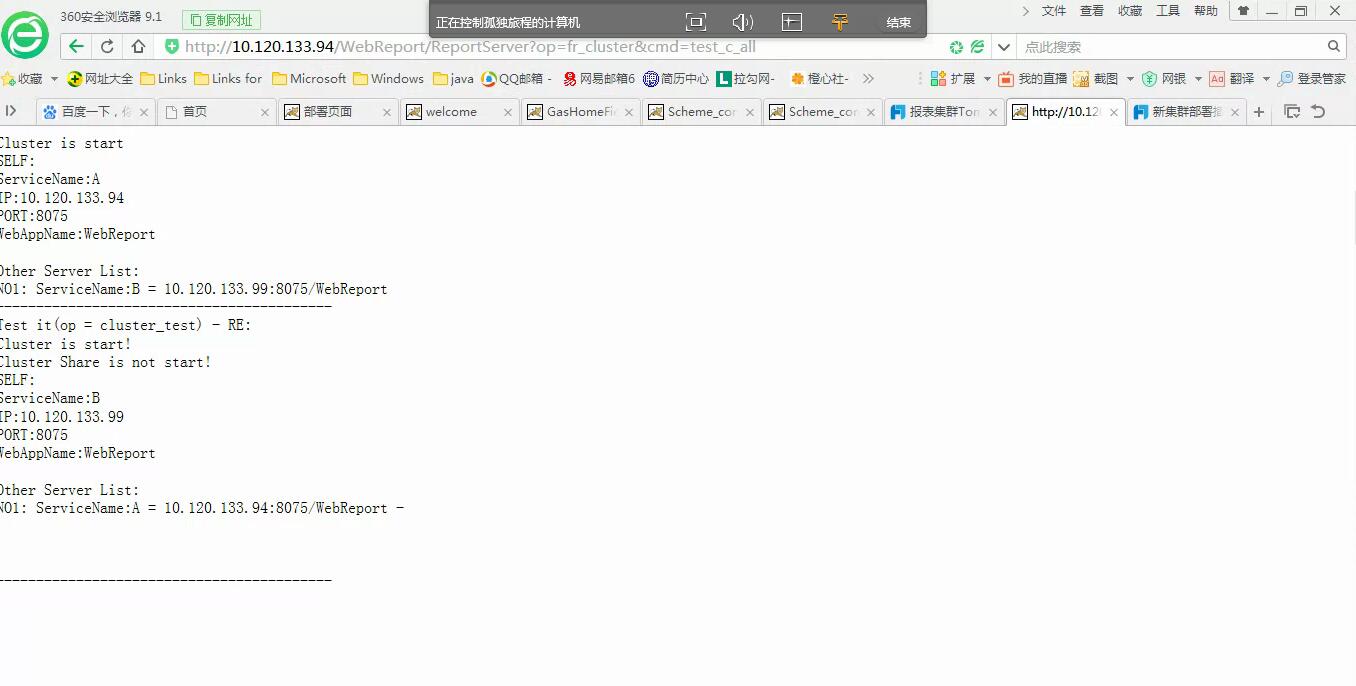 360安全浏览器 9.1
复制网址
正在控制孤独旅程的计算机
结束
文件 查看 收藏 工具 帮助
http://10.120.133.94/WebReport/ReportServer?op=fr_cluster&cmd=test_c_all
点此搜索
收藏 网址大全 Links Links for Microsoft Windows java QQ邮箱 - 网易邮箱6 简历中心 拉勾网- 橙心社- 扩展 我的直播 截图 网银 翻译 登录管家
百度一下, 首页 部署页面 welcome GasHomeFi Scheme_cor Scheme_cor 报表集群Tom http://10.120 新集群部署
Cluster is start
SELF:
ServiceName:A
IP:10.120.133.94
PORT:8075
WebAppName:WebReport
Other Server List:
NO1: ServiceName:B = 10.120.133.99:8075/WebReport
-----------------------------------------
Test it(op = cluster_test) - RE:
Cluster is start!
Cluster Share is not start!
SELF:
ServiceName:B
IP:10.120.133.99
PORT:8075
WebAppName:WebReport
Other Server List:
NO1: ServiceName:A = 10.120.133.94:8075/WebReport -
-----------------------------------------